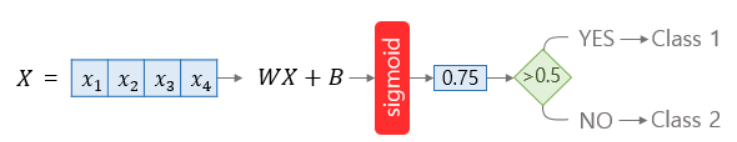 X = x₁ x₂ x₃ x₄ WX + B sigmoid 0.75 >0.5
YES Class 1
NO Class 2